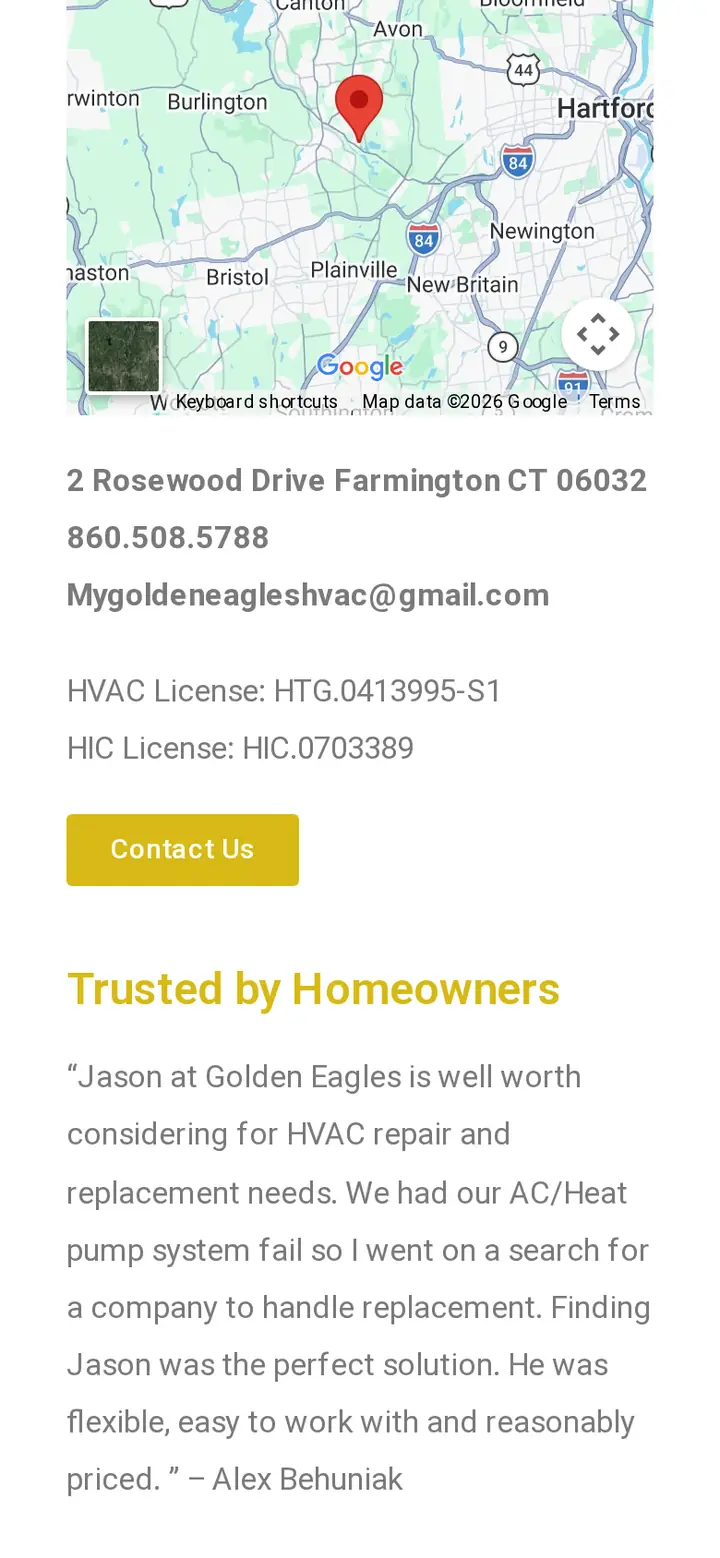 Canton
Bloomfield
Avon
44
rwinton
Burlington
Hartford
84
Newington
84
naston
Bristol
Plainville
New Britain
9
Google
91
Keyboard shortcuts
Map data ©2026 Google
Terms
Southington
Crom
2 Rosewood Drive Farmington CT 06032
860.508.5788
Mygoldeneagleshvac@gmail.com
HVAC License: HTG.0413995-S1
HIC License: HIC.0703389
Contact Us
Trusted by Homeowners
“Jason at Golden Eagles is well worth
considering for HVAC repair and
replacement needs. We had our AC/Heat
pump system fail so I went on a search for
a company to handle replacement. Finding
Jason was the perfect solution. He was
flexible, easy to work with and reasonably
priced. ” – Alex Behuniak